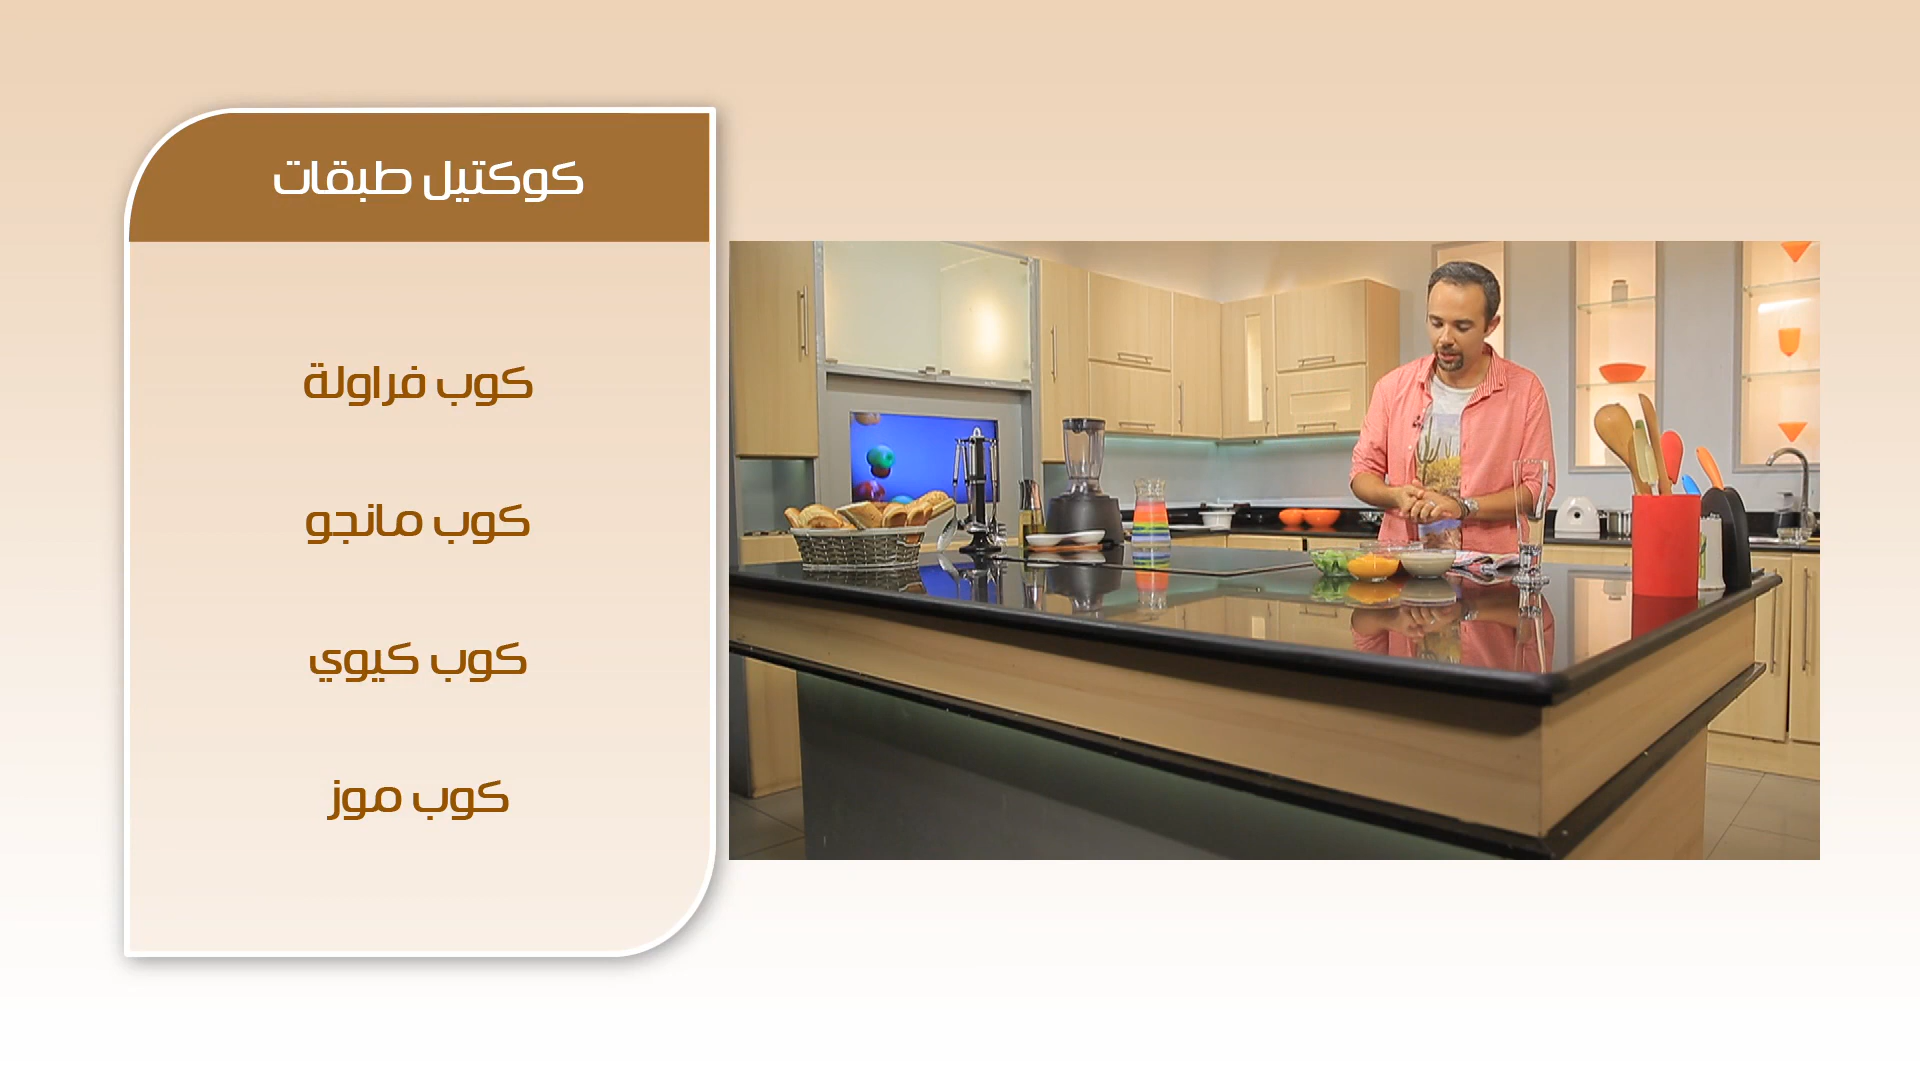 كوكتيل طبقات
كوب فراولة
كوب مانجو
كوب كيوي
كوب موز